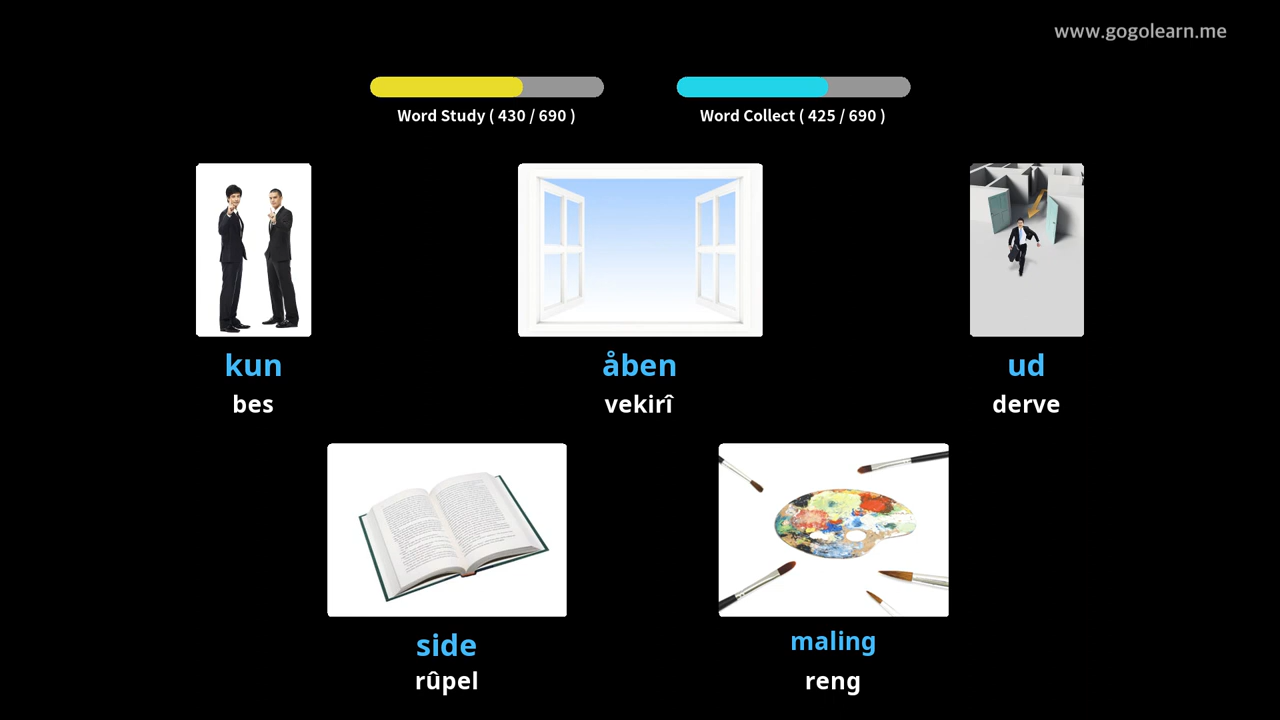 www.gogolearn.me
Word Study ( 430 / 690 )
Word Collect ( 425 / 690 )
kun
bes
åben
vekirî
ud
derve
side
rûpel
maling
reng